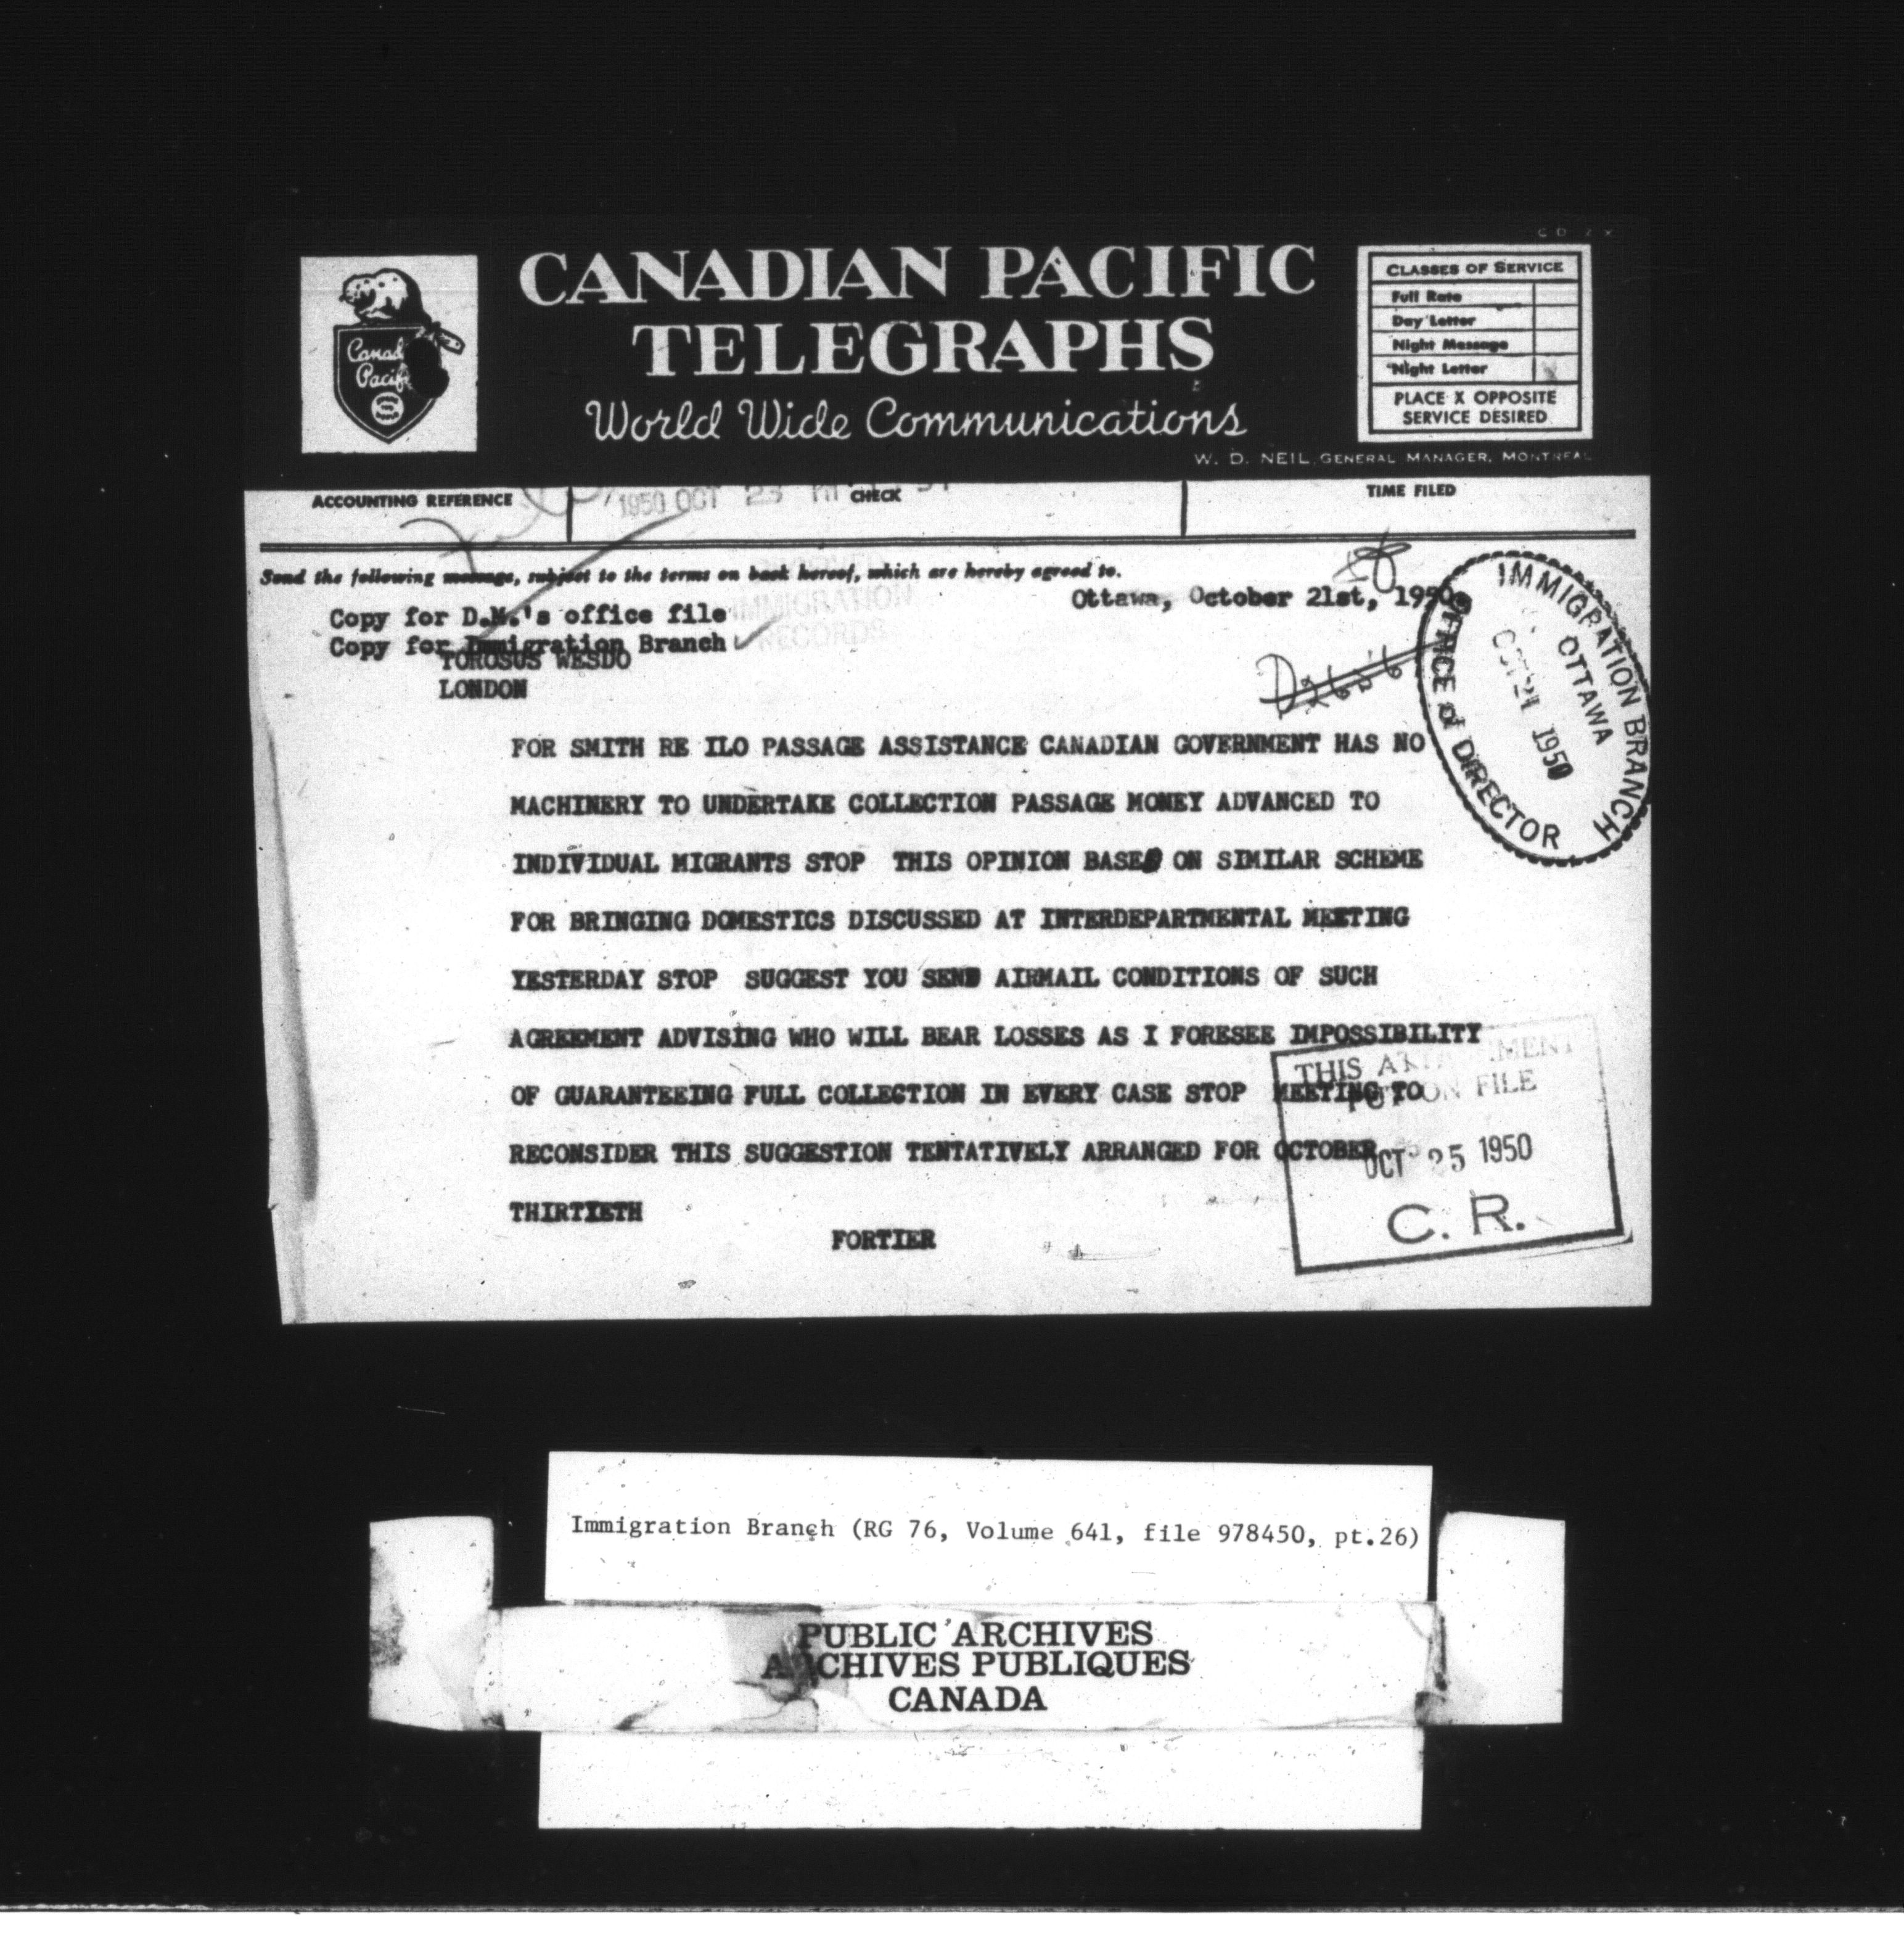 CANADIAN PACIFIC
TELEGRAPHS
World Wide Communications
Canad
Pacif
CLASSES OF SERVICE
Full Rate
Day Letter
Night Message
Night Letter X
PLACE X OPPOSITE
SERVICE DESIRED
W. D. NEIL, GENERAL MANAGER, MONTREAL
ACCOUNTING REFERENCE
1950 OCT 23
CHECK
TIME FILED
Send the following message, subject to the terms on back hereof, which are hereby agreed to.
Ottawa, October 21st, 1950.
Copy for D.M.'s office file
Copy for Immigration Branch
IMMIGRATION
RECORDS
TOROSUS WESDO
LONDON
IMMIGRATION BRANCH
OTTAWA
OCT 24 1950
OFFICE of DIRECTOR
FOR SMITH RE ILO PASSAGE ASSISTANCE CANADIAN GOVERNMENT HAS NO
MACHINERY TO UNDERTAKE COLLECTION PASSAGE MONEY ADVANCED TO
INDIVIDUAL MIGRANTS STOP THIS OPINION BASED ON SIMILAR SCHEME
FOR BRINGING DOMESTICS DISCUSSED AT INTERDEPARTMENTAL MEETING
YESTERDAY STOP SUGGEST YOU SEND AIRMAIL CONDITIONS OF SUCH
AGREEMENT ADVISING WHO WILL BEAR LOSSES AS I FORESEE IMPOSSIBILITY
OF GUARANTEEING FULL COLLECTION IN EVERY CASE STOP MEETING TO
RECONSIDER THIS SUGGESTION TENTATIVELY ARRANGED FOR OCTOBER
THIRTIETH
FORTIER
THIS
ON FILE
OCT 25 1950
C. R.
Immigration Branch (RG 76, Volume 641, file 978450, pt.26)
PUBLIC ARCHIVES
ARCHIVES PUBLIQUES
CANADA